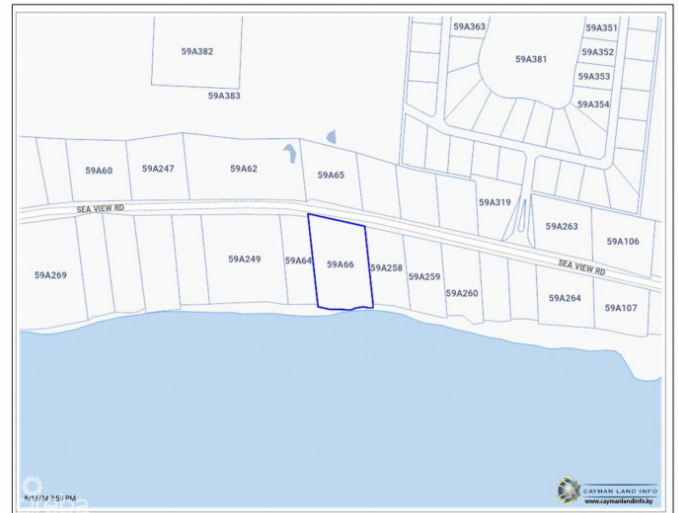 59A363
59A351
59A382
59A381
59A352
59A353
59A383
59A354
59A60
59A247
59A62
59A65
59A319
SEA VIEW RD
59A263
59A106
59A249
59A64
59A66
59A258
SEA VIEW RD
59A269
59A259
59A260
59A264
59A107
CAYMAN LAND INFO
www.caymanlandinfo.ky